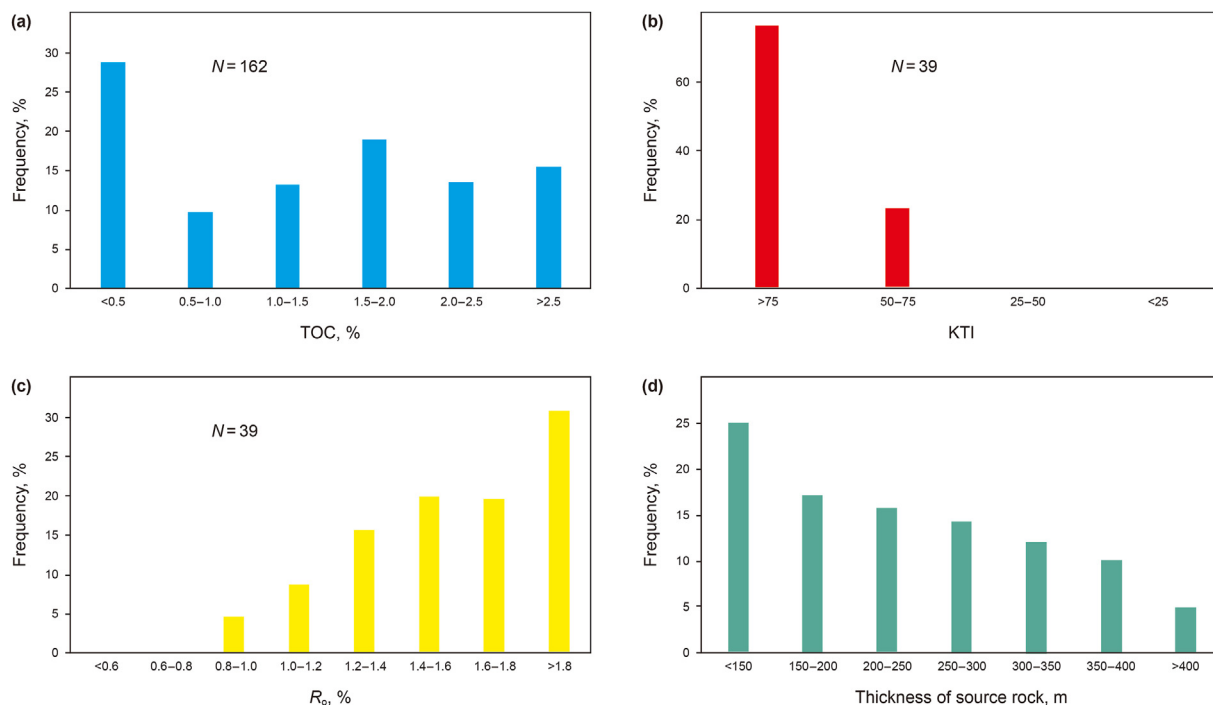 (a)
N = 162
Frequency, %
30
25
20
15
10
5
0
<0.5 0.5–1.0 1.0–1.5 1.5–2.0 2.0–2.5 >2.5
TOC, %
(b)
N = 39
Frequency, %
60
40
20
0
>75 50–75 25–50 <25
KTI
(c)
N = 39
Frequency, %
30
25
20
15
10
5
0
<0.6 0.6–0.8 0.8–1.0 1.0–1.2 1.2–1.4 1.4–1.6 1.6–1.8 >1.8
Ro, %
(d)
Frequency, %
25
20
15
10
5
0
<150 150–200 200–250 250–300 300–350 350–400 >400
Thickness of source rock, m